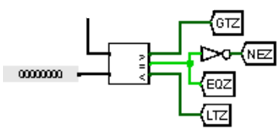 GTZ
>
=
<
NEZ
00000000
EQZ
LTZ